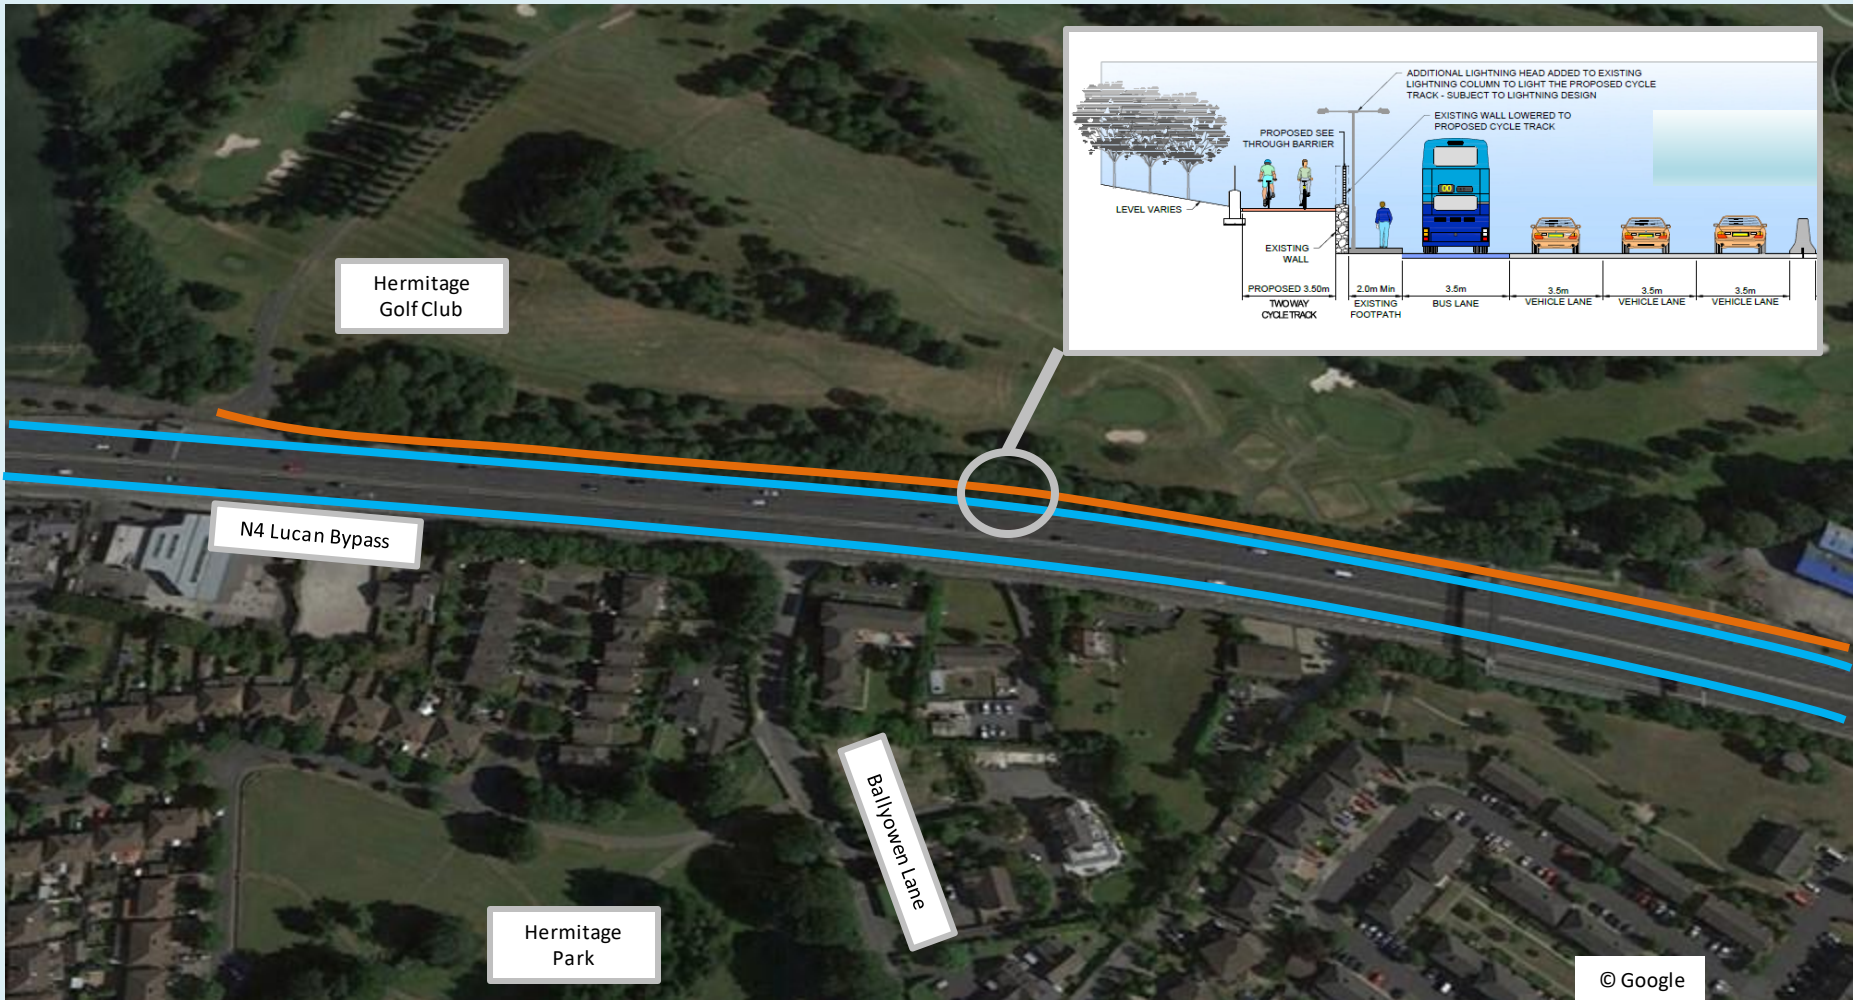 ADDITIONAL LIGHTNING HEAD ADDED TO EXISTING
LIGHTNING COLUMN TO LIGHT THE PROPOSED CYCLE
TRACK - SUBJECT TO LIGHTNING DESIGN
EXISTING WALL LOWERED TO
PROPOSED CYCLE TRACK
PROPOSED SEE
THROUGH BARRIER
LEVEL VARIES
EXISTING
WALL
PROPOSED 3.50m
TWO WAY
CYCLE TRACK
2.0m Min
EXISTING
FOOTPATH
3.5m
BUS LANE
3.5m
VEHICLE LANE
3.5m
VEHICLE LANE
3.5m
VEHICLE LANE
Hermitage
Golf Club
N4 Lucan Bypass
Ballyowen Lane
Hermitage
Park
© Google